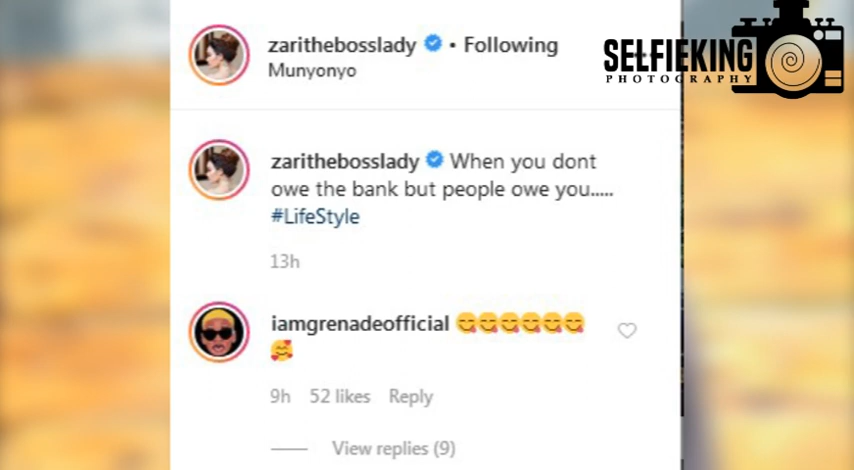 zarithebosslady • Following
Munyonyo
SELFIEKING
PHOTOGRAPHY
zarithebosslady When you dont
owe the bank but people owe you.....
#LifeStyle
13h
iamgrenadeofficial 😋😋😋😋😋😋
🥰
9h 52 likes Reply
View replies (9)